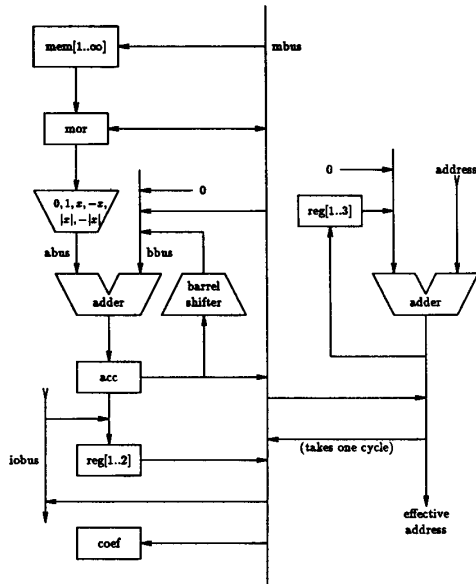 mem[1..∞]
mbus
mor
0
address
0, 1, x, −x,
|x|, −|x|
0
reg[1..3]
abus
bbus
adder
barrel
shifter
adder
acc
iobus
reg[1..2]
(takes one cycle)
effective
address
coef